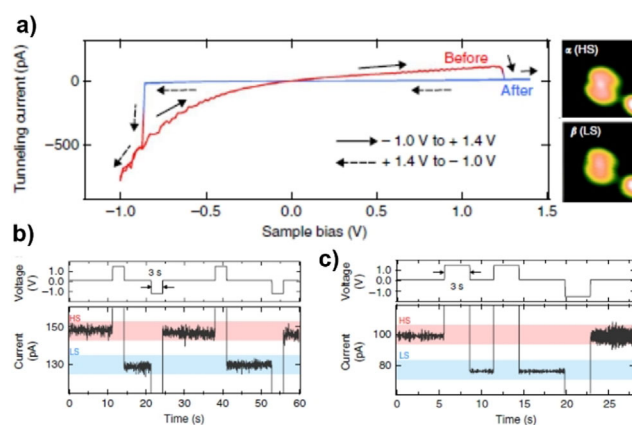 a)
Tunneling current (pA)
0
−500
Before
After
− 1.0 V to + 1.4 V
+ 1.4 V to − 1.0 V
−1.0
−0.5
0.0
0.5
1.0
1.5
Sample bias (V)
α (HS)
β (LS)
b)
Voltage (V)
1.0
0.0
−1.0
3 s
Current (pA)
150
130
HS
LS
0
10
20
30
40
50
60
Time (s)
c)
Voltage (V)
1.0
0.0
−1.0
3 s
Current (pA)
100
80
HS
LS
0
5
10
15
20
25
Time (s)